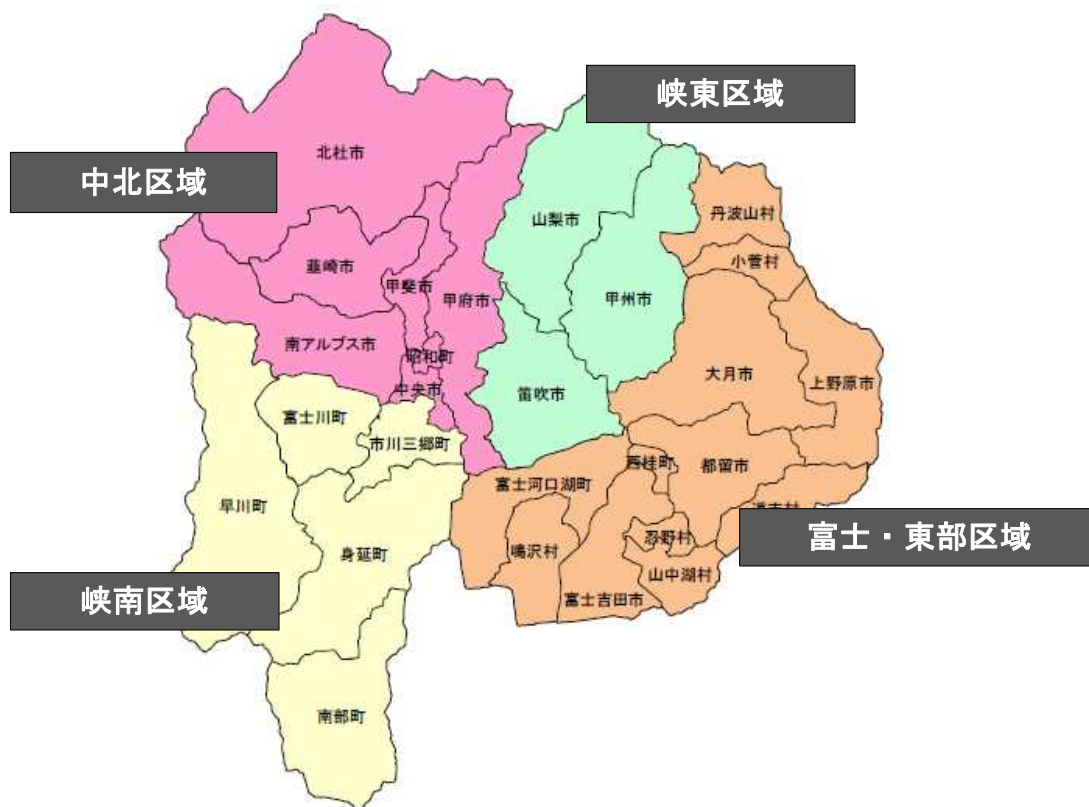 峡東区域
北杜市
中北区域
丹波山村
山梨市
小菅村
韮崎市
甲斐市
甲府市
甲州市
南アルプス市
昭和町
大月市
上野原市
中央市
笛吹市
富士川町
市川三郷町
西桂町
都留市
富士河口湖町
早川町
富士・東部区域
忍野村
鳴沢村
身延町
山中湖村
峡南区域
富士吉田市
南部町